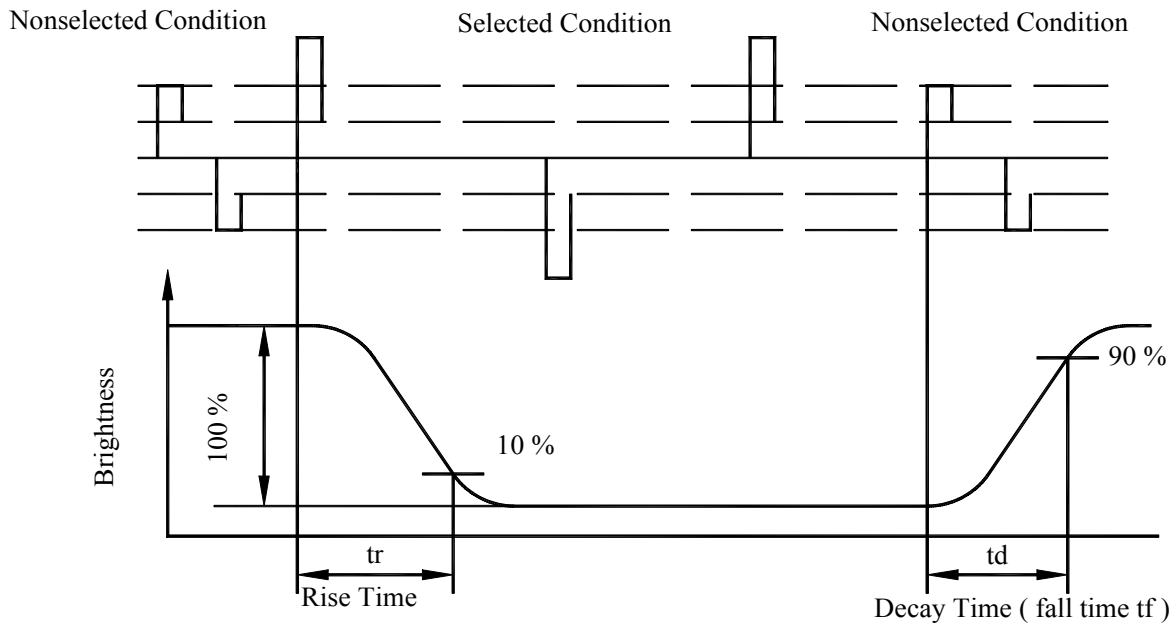 Nonselected Condition
Selected Condition
Nonselected Condition
Brightness
100 %
10 %
90 %
tr
Rise Time
td
Decay Time ( fall time tf )